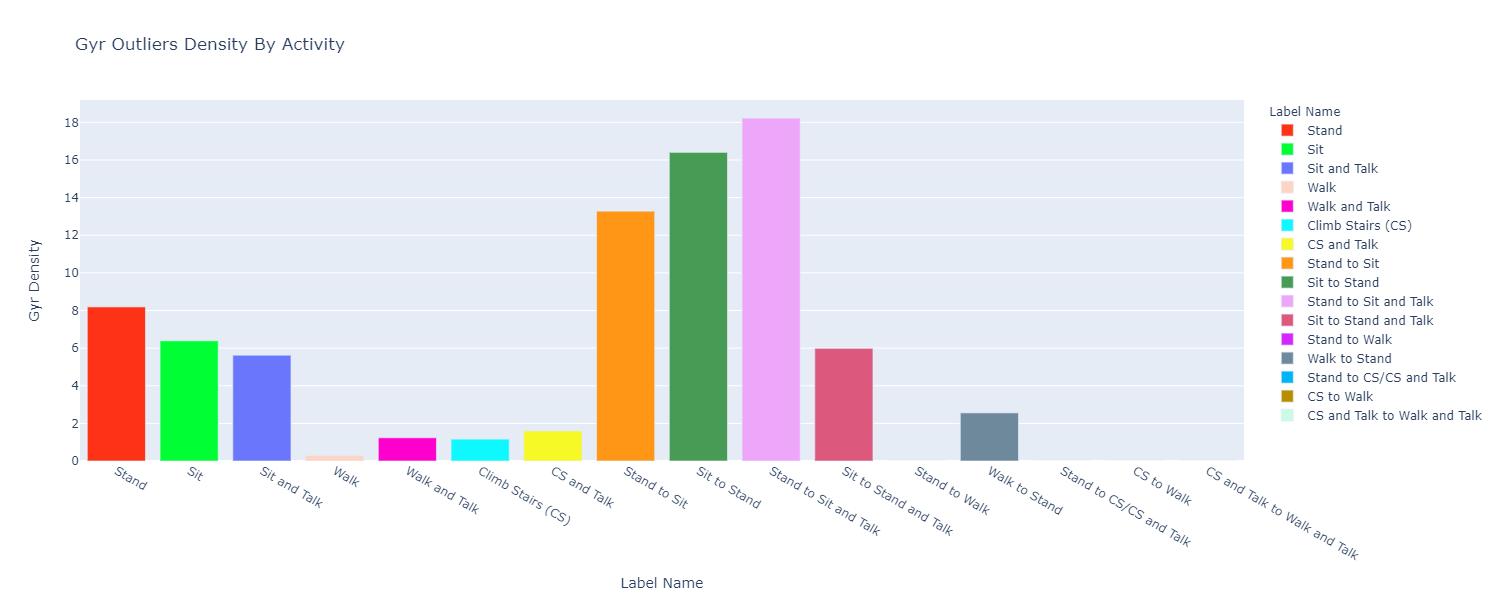 Gyr Outliers Density By Activity
Gyr Density
18
16
14
12
10
8
6
4
2
0
Stand
Sit
Sit and Talk
Walk
Walk and Talk
Climb Stairs (CS)
CS and Talk
Stand to Sit
Sit to Stand
Stand to Sit and Talk
Sit to Stand and Talk
Stand to Walk
Walk to Stand
Stand to CS/CS and Talk
CS to Walk
CS and Talk to Walk and Talk
Label Name
Label Name
Stand
Sit
Sit and Talk
Walk
Walk and Talk
Climb Stairs (CS)
CS and Talk
Stand to Sit
Sit to Stand
Stand to Sit and Talk
Sit to Stand and Talk
Stand to Walk
Walk to Stand
Stand to CS/CS and Talk
CS to Walk
CS and Talk to Walk and Talk